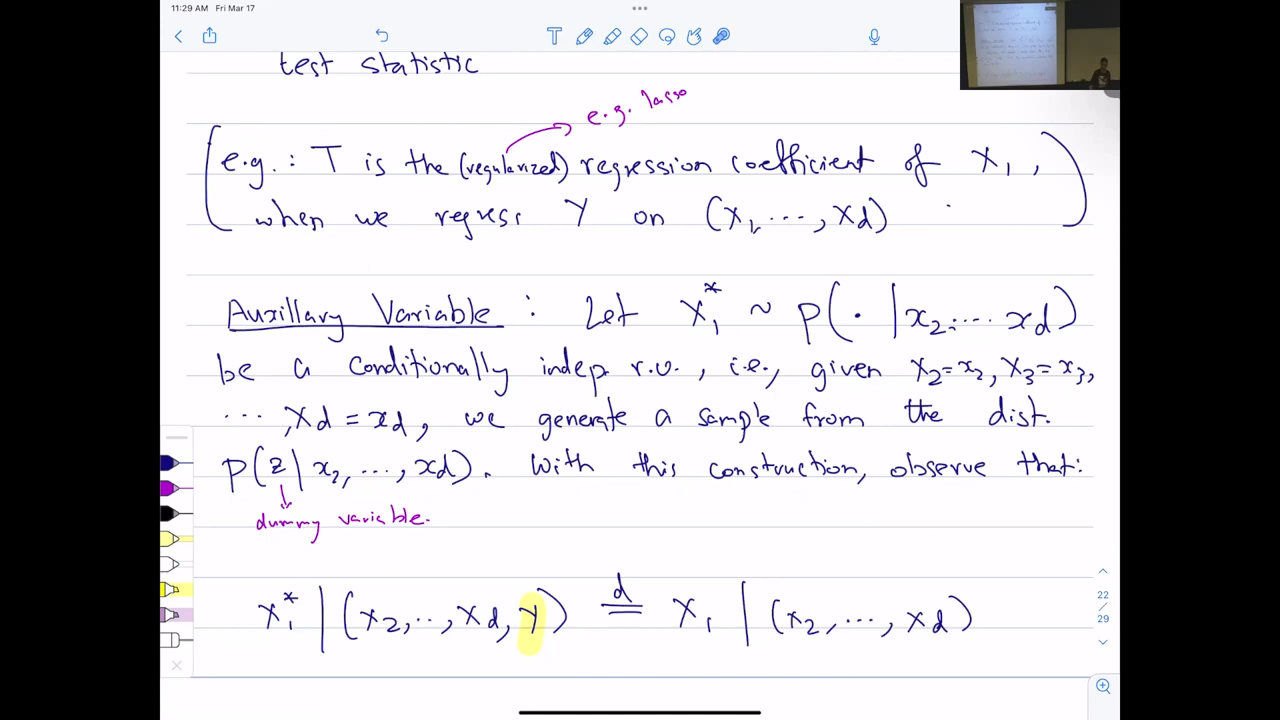 11:29 AM Fri Mar 17
test statistic
e.g. lasso
(e.g.: T is the (regularized) regression coefficient of X1,
when we regress Y on (X1, ..., Xd))
Auxillary Variable : Let X1* ~ p(· | x2, ... xd)
be a conditionally indep. r.v., i.e., given X2=x2, X3=x3,
..., Xd = xd, we generate a sample from the dist.
p(z | x2, ..., xd). With this construction, observe that:
dummy variable.
X1* | (X2, .., Xd, Y) =d X1 | (X2, ..., Xd)
22
/
29